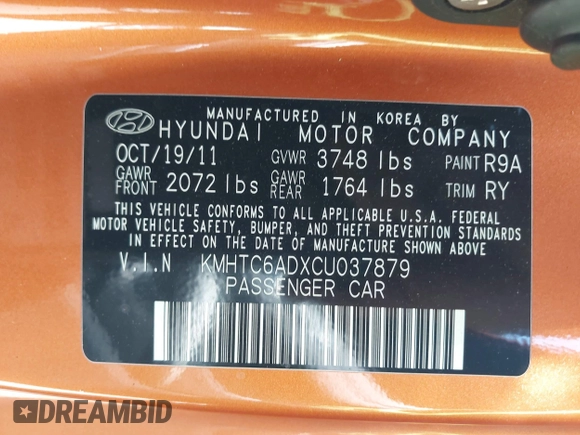 MANUFACTURED IN KOREA BY
HYUNDAI MOTOR COMPANY
OCT/19/11 GVWR 3748 lbs PAINT R9A
GAWR FRONT 2072 lbs GAWR REAR 1764 lbs TRIM RY
THIS VEHICLE CONFORMS TO ALL APPLICABLE U.S.A. FEDERAL
MOTOR VEHICLE SAFETY, BUMPER, AND THEFT PREVENTION STANDARDS
IN EFFECT ON THE DATE OF MANUFACTURE SHOWN ABOVE
V.I.N KMHTC6ADXCU037879
PASSENGER CAR
DREAMBID